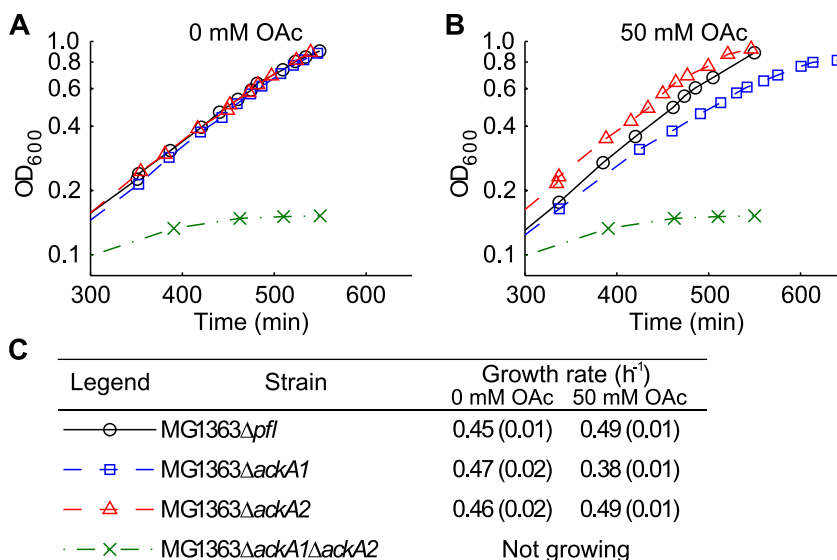 A
0 mM OAc
1.0
0.8
0.6
0.4
0.2
0.1
OD600
300 400 500 600
Time (min)
B
50 mM OAc
1.0
0.8
0.6
0.4
0.2
0.1
OD600
300 400 500 600
Time (min)
C
Legend Strain Growth rate (h-1)
0 mM OAc 50 mM OAc
MG1363Δpfl 0.45 (0.01) 0.49 (0.01)
MG1363ΔackA1 0.47 (0.02) 0.38 (0.01)
MG1363ΔackA2 0.46 (0.02) 0.49 (0.01)
MG1363ΔackA1ΔackA2 Not growing